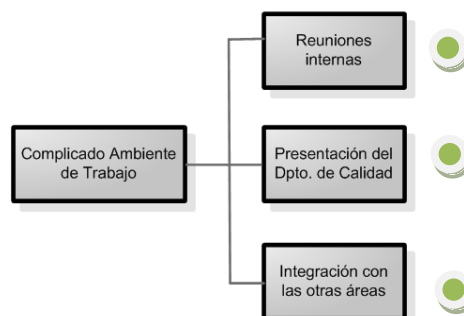 Reuniones
internas
Complicado Ambiente
de Trabajo
Presentación del
Dpto. de Calidad
Integración con
las otras áreas